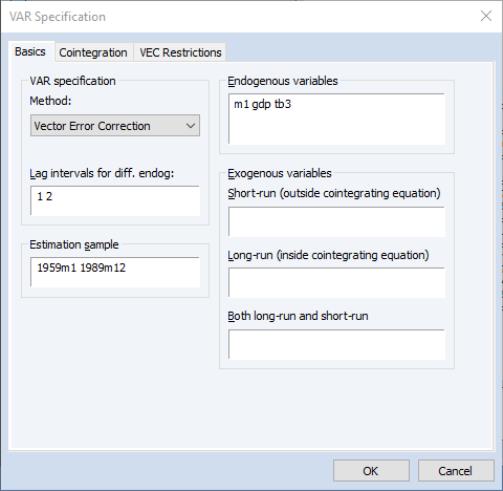 VAR Specification
Basics
Cointegration
VEC Restrictions
VAR specification
Method:
Vector Error Correction
Lag intervals for diff. endog:
1 2
Estimation sample
1959m1 1989m12
Endogenous variables
m1 gdp tb3
Exogenous variables
Short-run (outside cointegrating equation)
Long-run (inside cointegrating equation)
Both long-run and short-run
OK
Cancel